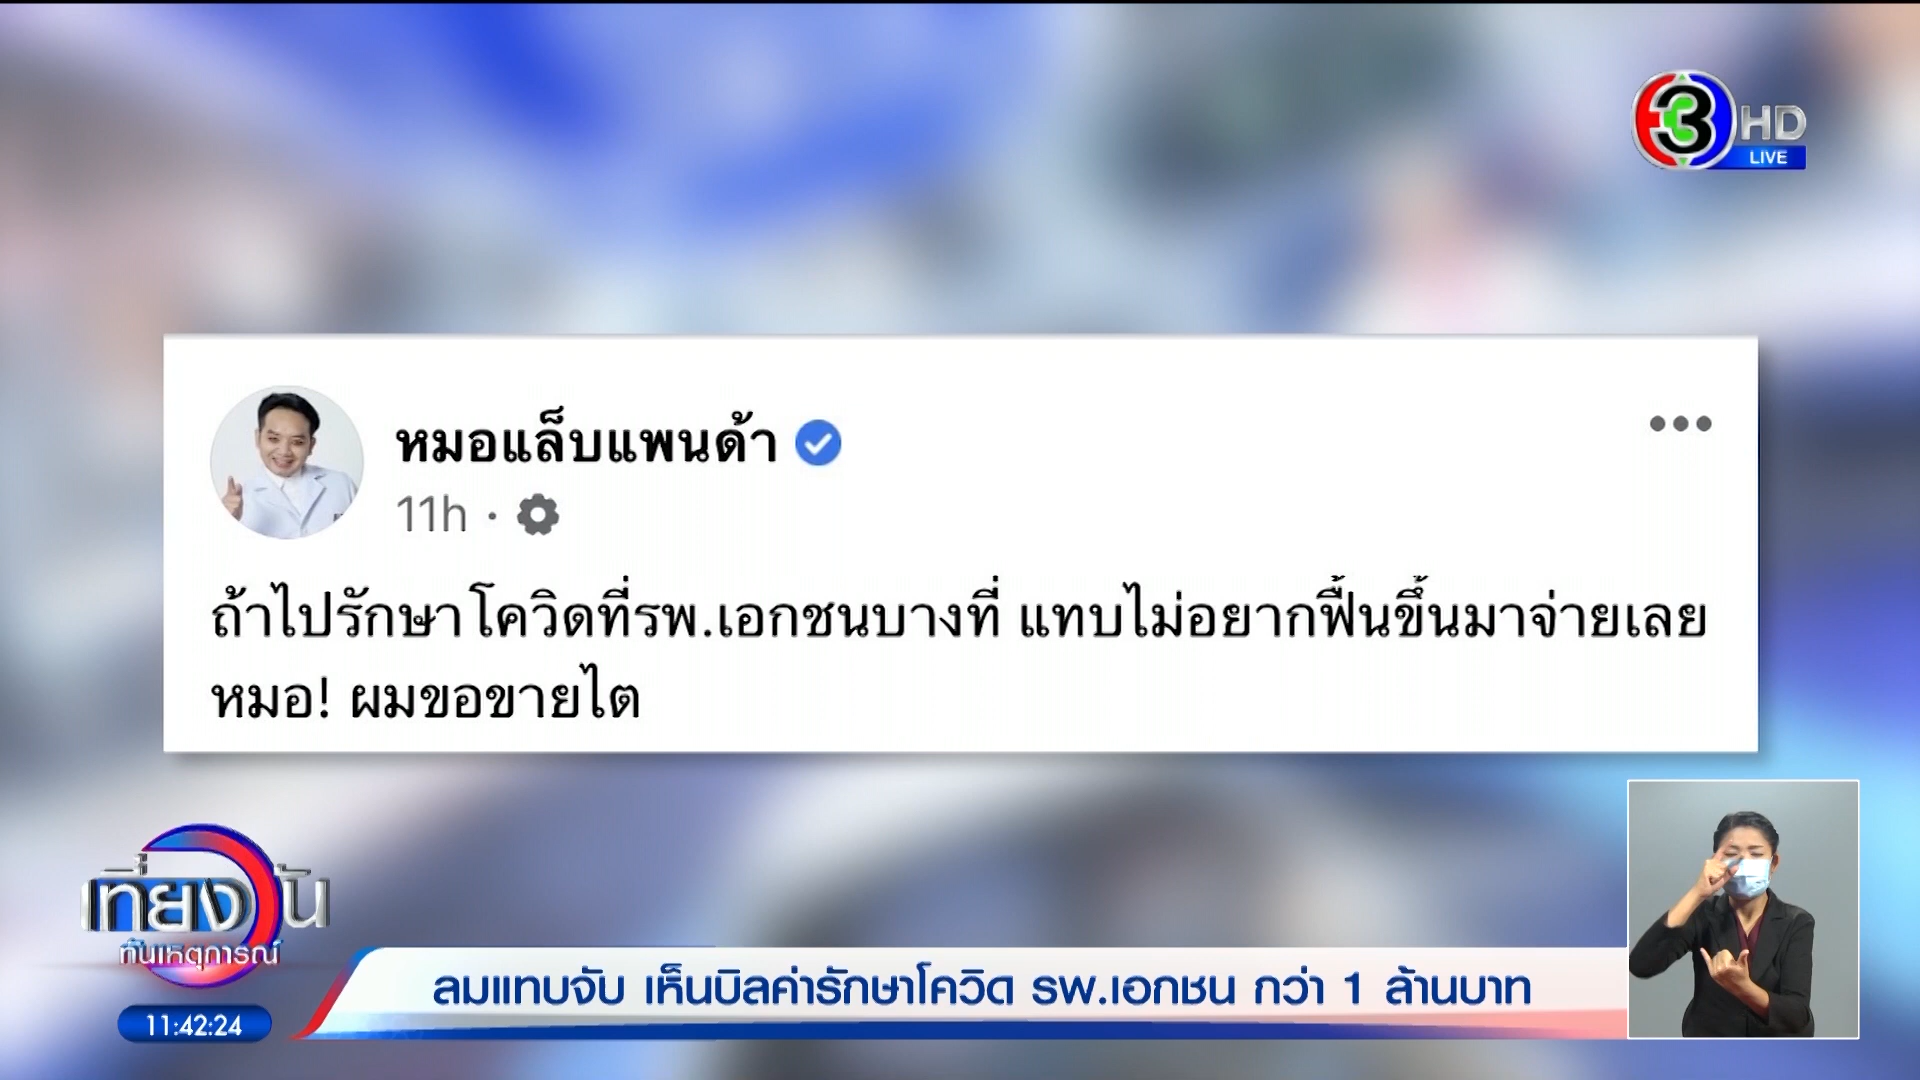 3 HD
LIVE
หมอแล็บแพนด้า
11h ·
ถ้าไปรักษาโควิดที่รพ.เอกชนบางที่ แทบไม่อยากฟื้นขึ้นมาจ่ายเลย
หมอ! ผมขอขายไต
เที่ยงวัน
ทันเหตุการณ์
ลมแทบจับ เห็นบิลค่ารักษาโควิด รพ.เอกชน กว่า 1 ล้านบาท
11:42:24